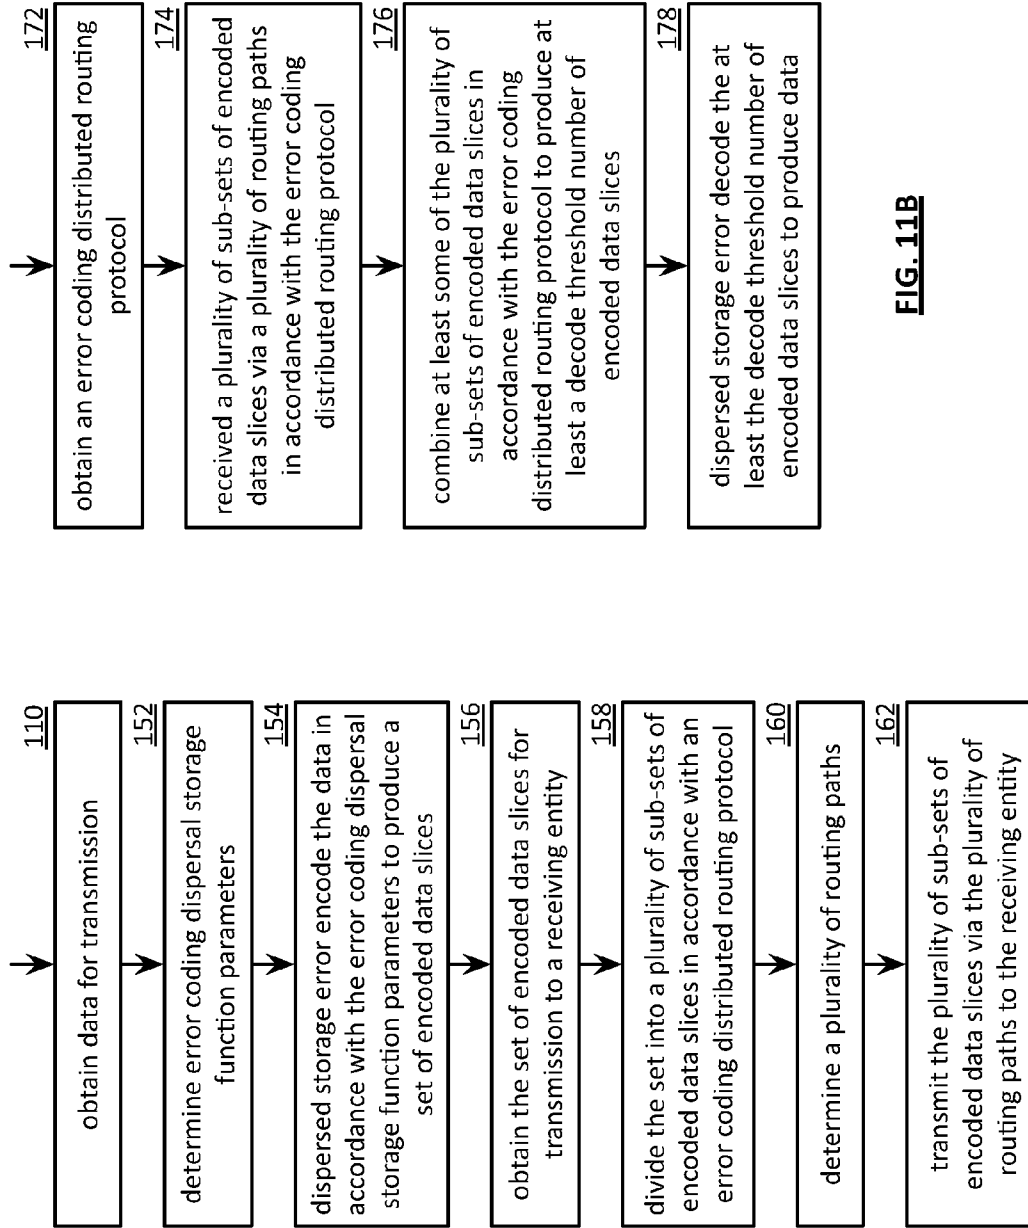 110
obtain data for transmission
152
determine error coding dispersal storage
function parameters
154
dispersed storage error encode the data in
accordance with the error coding dispersal
storage function parameters to produce a
set of encoded data slices
156
obtain the set of encoded data slices for
transmission to a receiving entity
158
divide the set into a plurality of sub-sets of
encoded data slices in accordance with an
error coding distributed routing protocol
160
determine a plurality of routing paths
162
transmit the plurality of sub-sets of
encoded data slices via the plurality of
routing paths to the receiving entity
172
obtain an error coding distributed routing
protocol
174
received a plurality of sub-sets of encoded
data slices via a plurality of routing paths
in accordance with the error coding
distributed routing protocol
176
combine at least some of the plurality of
sub-sets of encoded data slices in
accordance with the error coding
distributed routing protocol to produce at
least a decode threshold number of
encoded data slices
178
dispersed storage error decode the at
least the decode threshold number of
encoded data slices to produce data
FIG. 11B